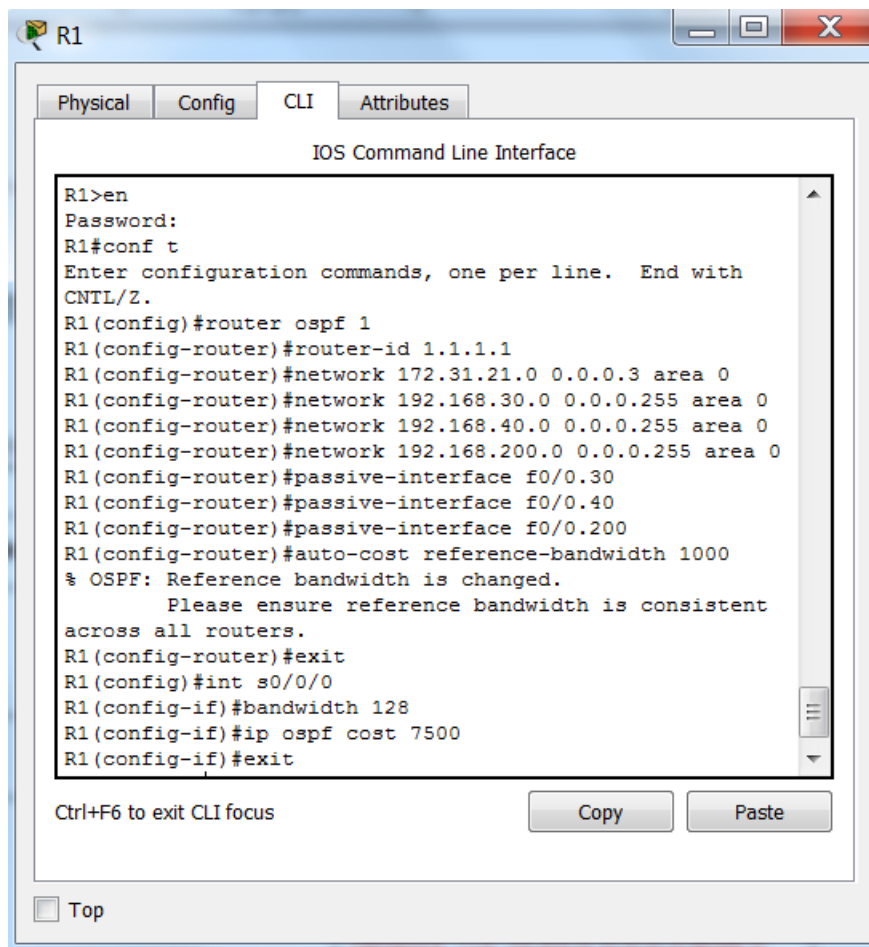 R1
Physical Config CLI Attributes
IOS Command Line Interface
R1>en
Password:
R1#conf t
Enter configuration commands, one per line.  End with
CNTL/Z.
R1(config)#router ospf 1
R1(config-router)#router-id 1.1.1.1
R1(config-router)#network 172.31.21.0 0.0.0.3 area 0
R1(config-router)#network 192.168.30.0 0.0.0.255 area 0
R1(config-router)#network 192.168.40.0 0.0.0.255 area 0
R1(config-router)#network 192.168.200.0 0.0.0.255 area 0
R1(config-router)#passive-interface f0/0.30
R1(config-router)#passive-interface f0/0.40
R1(config-router)#passive-interface f0/0.200
R1(config-router)#auto-cost reference-bandwidth 1000
% OSPF: Reference bandwidth is changed.
        Please ensure reference bandwidth is consistent
across all routers.
R1(config-router)#exit
R1(config)#int s0/0/0
R1(config-if)#bandwidth 128
R1(config-if)#ip ospf cost 7500
R1(config-if)#exit
Ctrl+F6 to exit CLI focus Copy Paste
Top